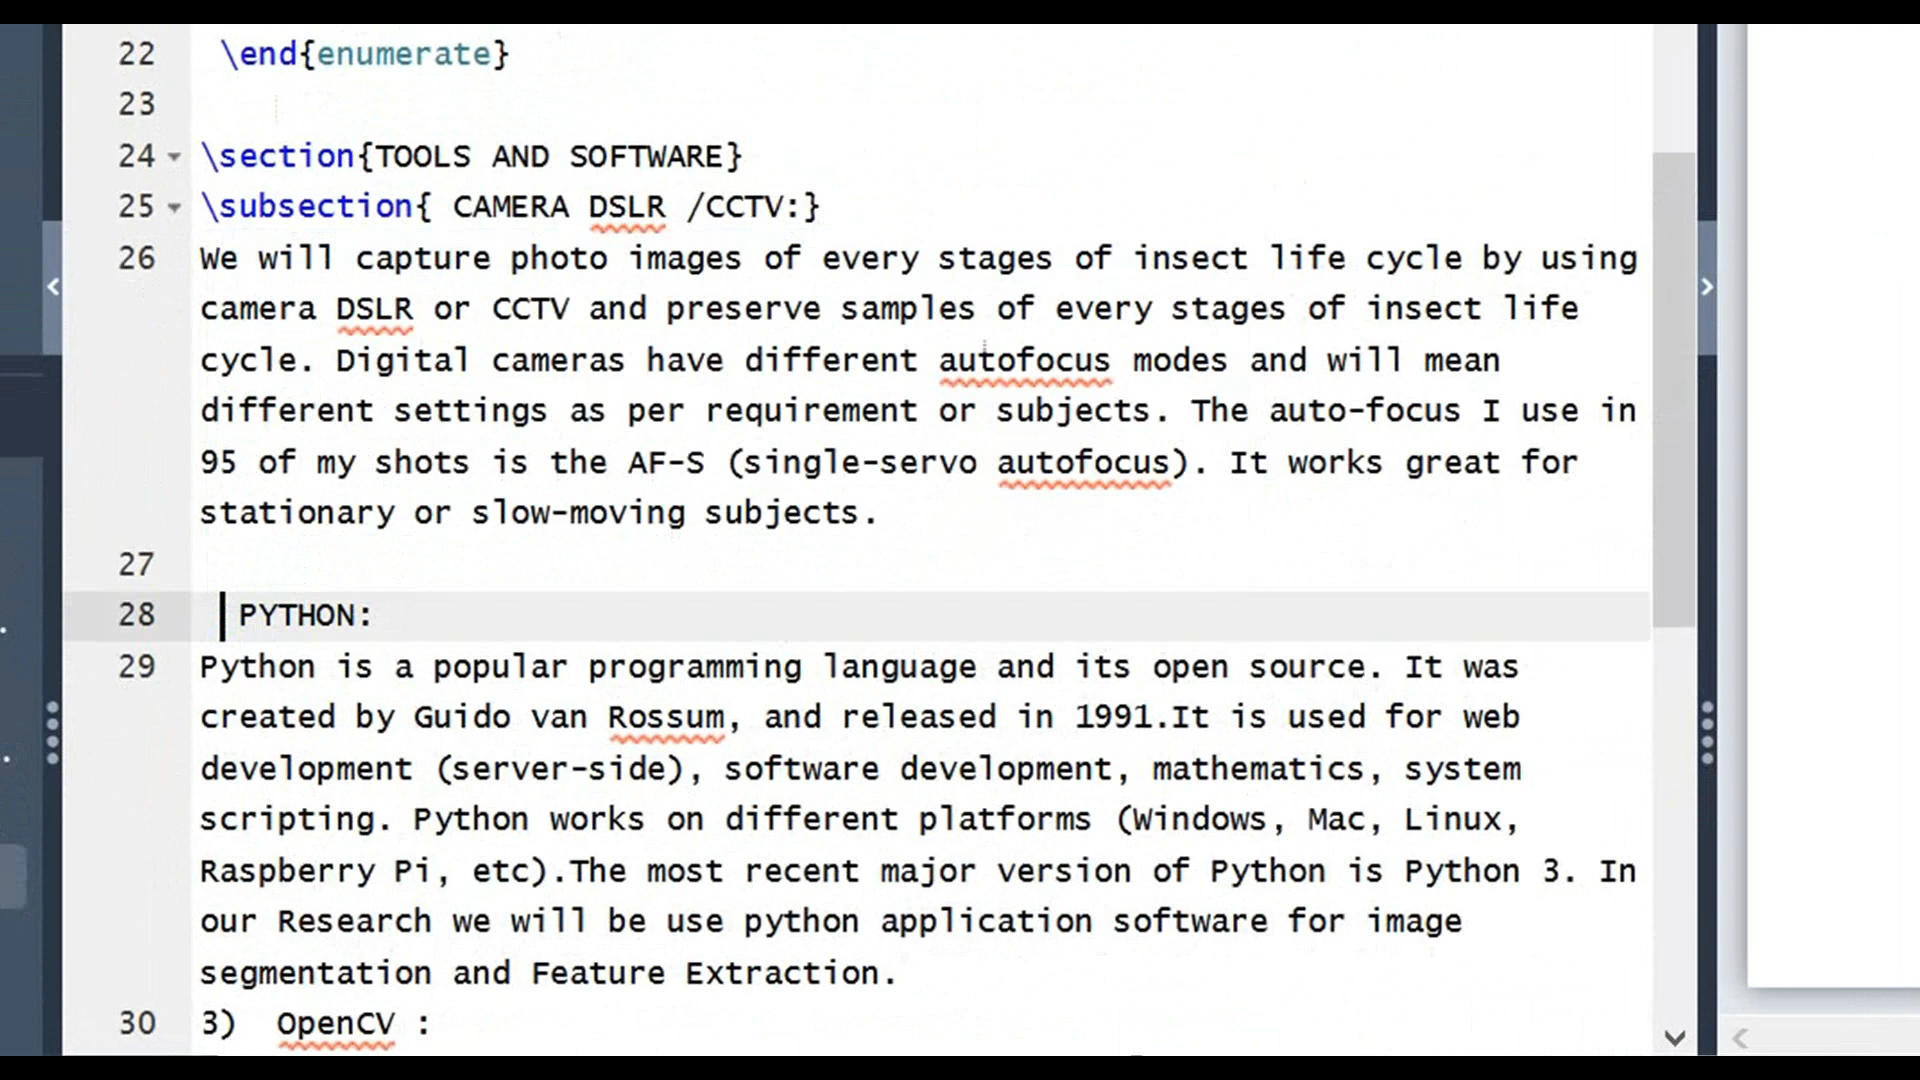 22 \end{enumerate}
23
24 \section{TOOLS AND SOFTWARE}
25 \subsection{ CAMERA DSLR /CCTV:}
26 We will capture photo images of every stages of insect life cycle by using
camera DSLR or CCTV and preserve samples of every stages of insect life
cycle. Digital cameras have different autofocus modes and will mean
different settings as per requirement or subjects. The auto-focus I use in
95 of my shots is the AF-S (single-servo autofocus). It works great for
stationary or slow-moving subjects.
27
28 PYTHON:
29 Python is a popular programming language and its open source. It was
created by Guido van Rossum, and released in 1991.It is used for web
development (server-side), software development, mathematics, system
scripting. Python works on different platforms (Windows, Mac, Linux,
Raspberry Pi, etc).The most recent major version of Python is Python 3. In
our Research we will be use python application software for image
segmentation and Feature Extraction.
30 3)  OpenCV :